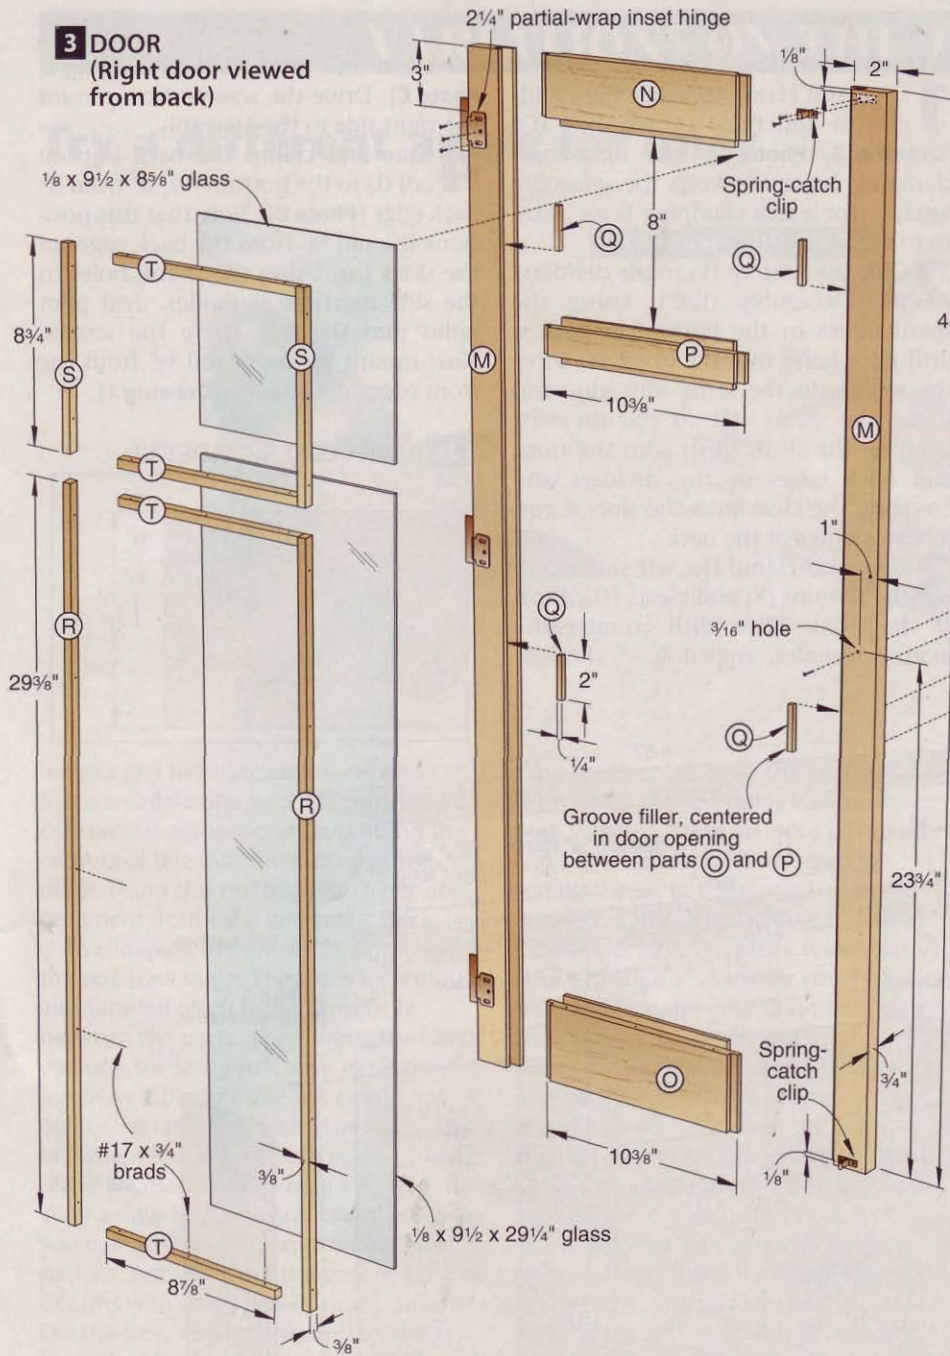 3 DOOR
(Right door viewed
from back)
2¼" partial-wrap inset hinge
3"
N
⅛"
2"
Spring-catch
clip
⅛ x 9½ x 8⅝" glass
8"
Q
Q
T
8¾"
S
S
M
P
4
10⅜"
M
T
T
1"
3/16" hole
R
Q
2"
29⅜"
¼"
Q
R
Groove filler, centered
in door opening
between parts O and P
23¾"
O
Spring-
catch
clip
¾"
#17 x ¾"
brads
⅜"
10⅜"
⅛"
⅛ x 9½ x 29¼" glass
T
8⅞"
⅜"